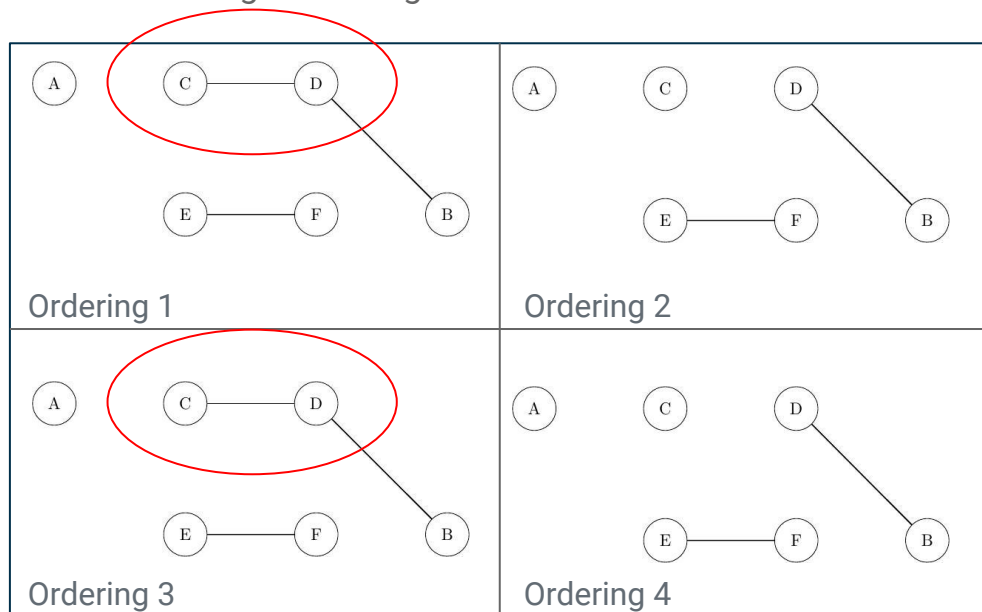 A C D
E F B
Ordering 1
A C D
E F B
Ordering 2
A C D
E F B
Ordering 3
A C D
E F B
Ordering 4